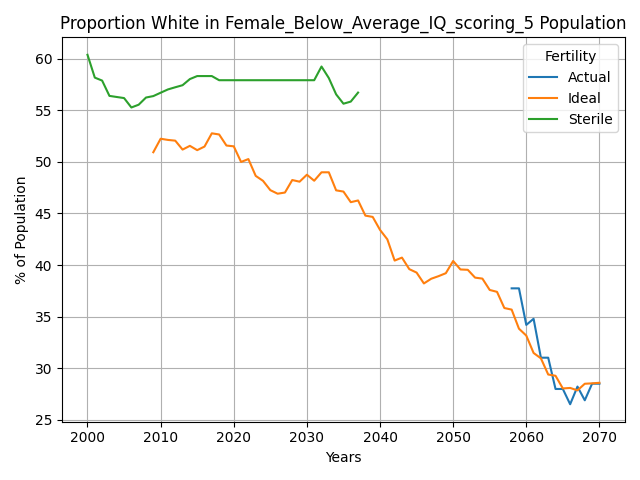 Proportion White in Female_Below_Average_IQ_scoring_5 Population
Fertility
Actual
Ideal
Sterile
% of Population
60
55
50
45
40
35
30
25
2000
2010
2020
2030
2040
2050
2060
2070
Years